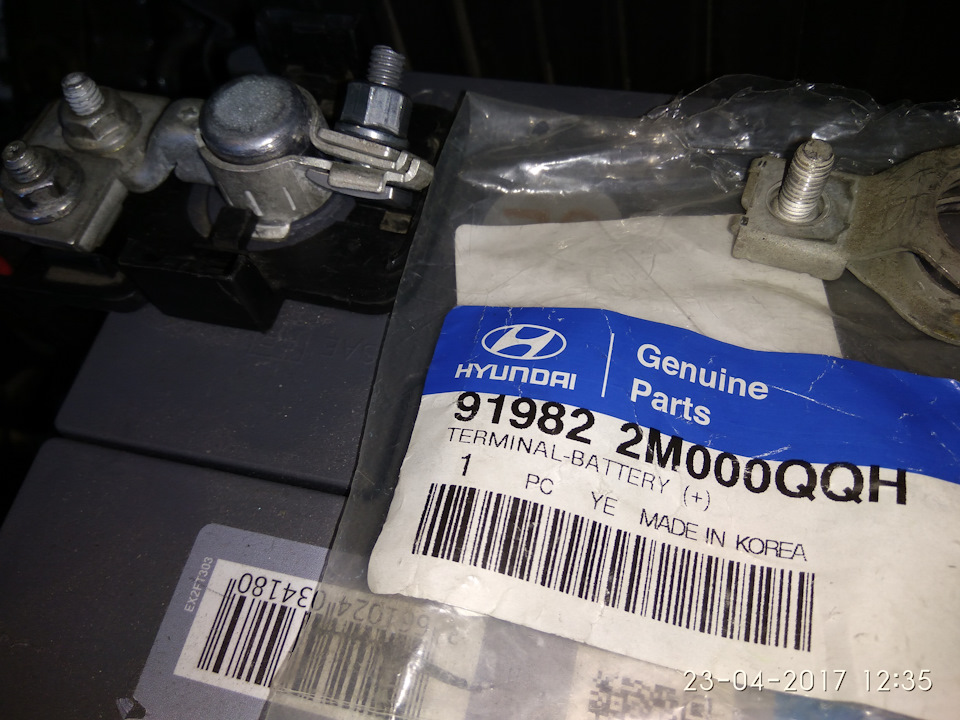 HYUNDAI
Genuine
Parts
91982 2M000QQH
TERMINAL-BATTERY (+)
1 PC YE MADE IN KOREA
EX2FT303
034180
23-04-2017 12:35